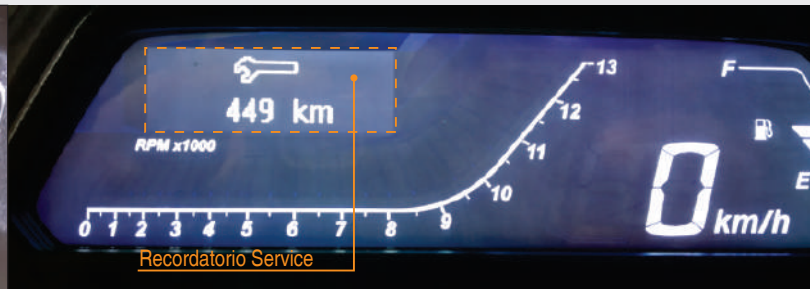 449 km
RPM x1000
0 1 2 3 4 5 6 7 8 9 10 11 12 13
F
E
0 km/h
Recordatorio Service